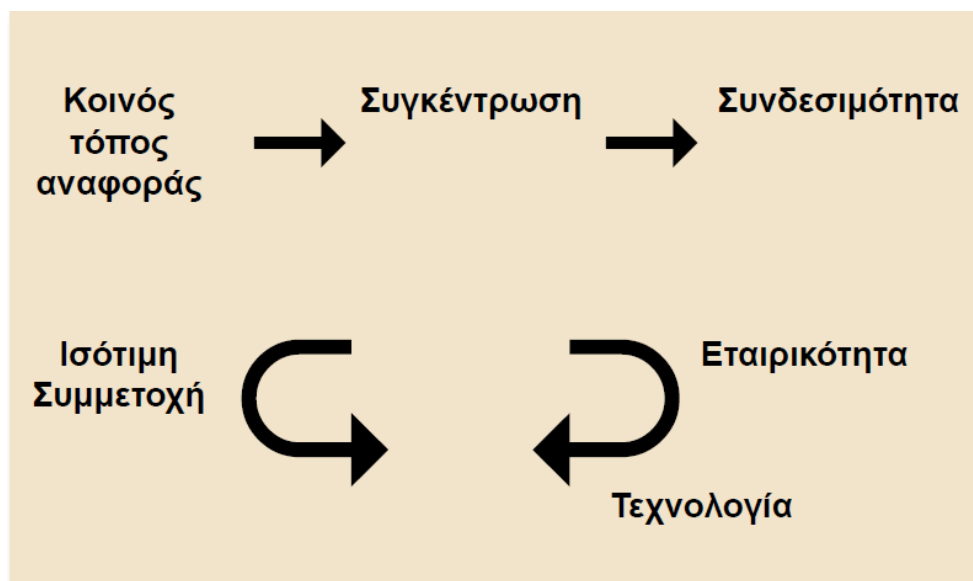 Κοινός
τόπος
αναφοράς
Συγκέντρωση
Συνδεσιμότητα
Ισότιμη
Συμμετοχή
Εταιρικότητα
Τεχνολογία